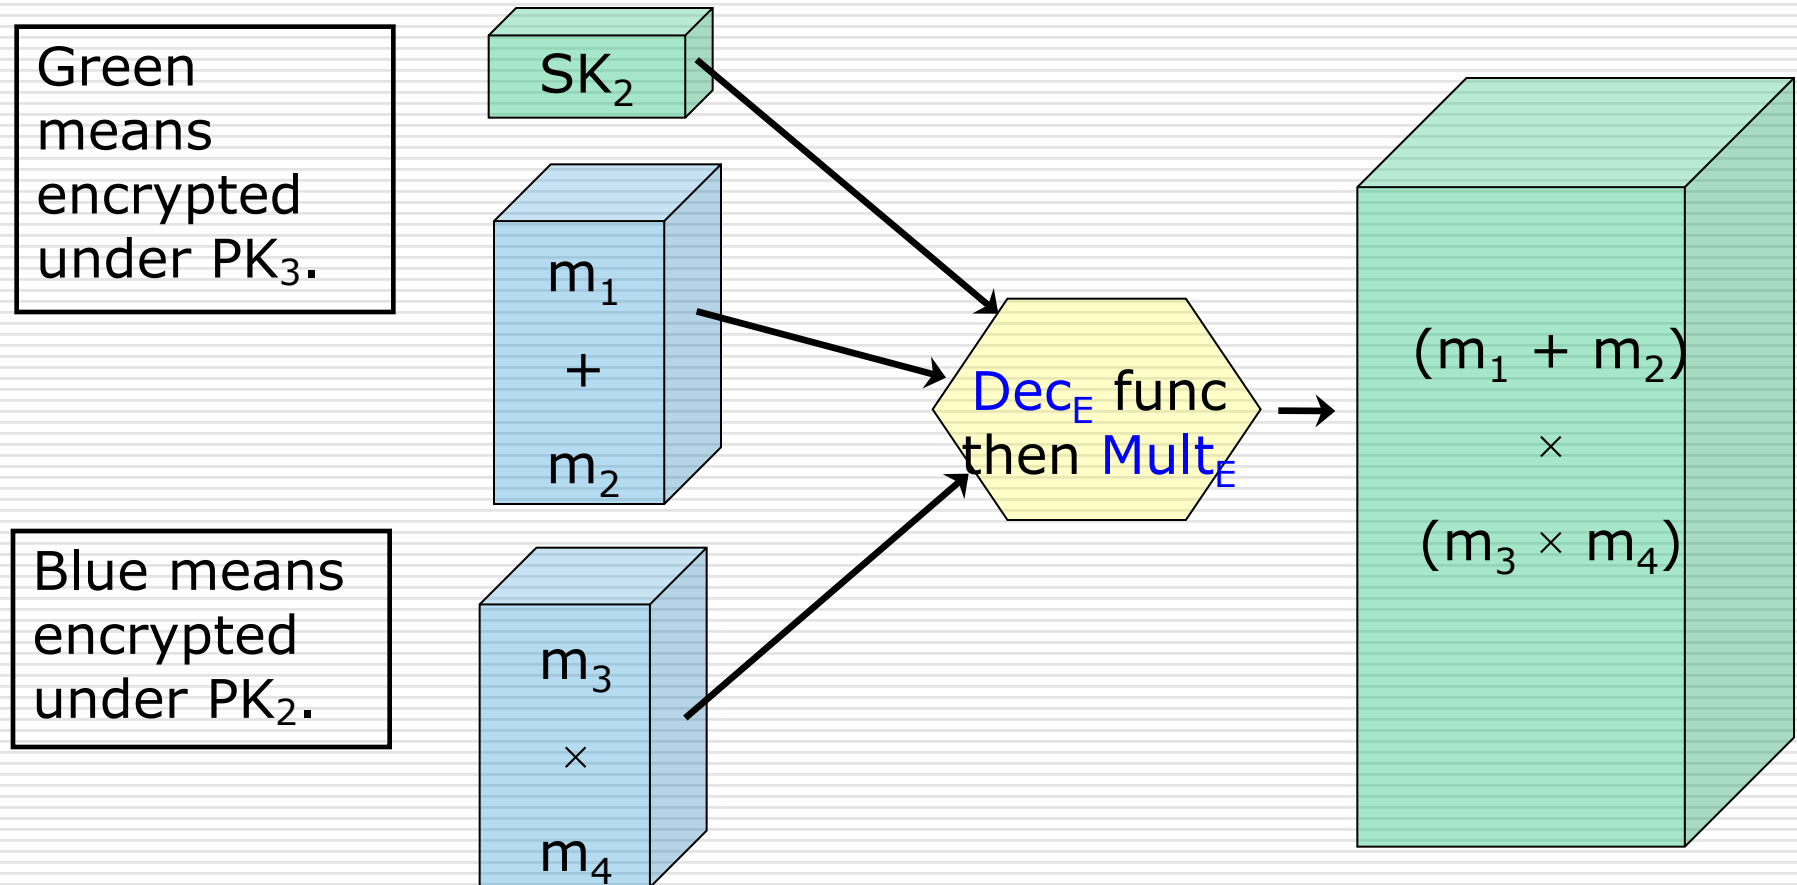 Green
means
encrypted
under PK₃.
SK₂
m₁
+
m₂
Blue means
encrypted
under PK₂.
m₃
×
m₄
Dec_E func
then Mult_E
(m₁ + m₂)
×
(m₃ × m₄)